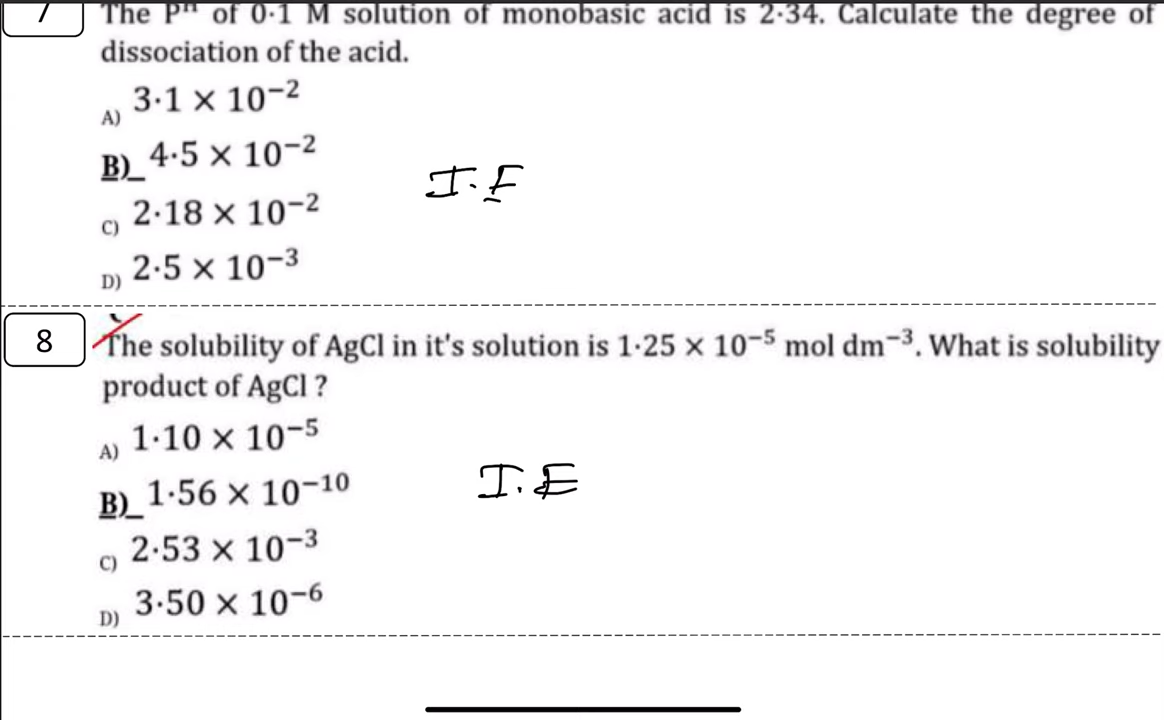 7
The Pᴴ of 0·1 M solution of monobasic acid is 2·34. Calculate the degree of
dissociation of the acid.
A) 3·1 × 10⁻²
B) 4·5 × 10⁻²
I.E
C) 2·18 × 10⁻²
D) 2·5 × 10⁻³
8
The solubility of AgCl in it's solution is 1·25 × 10⁻⁵ mol dm⁻³. What is solubility
product of AgCl ?
A) 1·10 × 10⁻⁵
B) 1·56 × 10⁻¹⁰
I.E
C) 2·53 × 10⁻³
D) 3·50 × 10⁻⁶